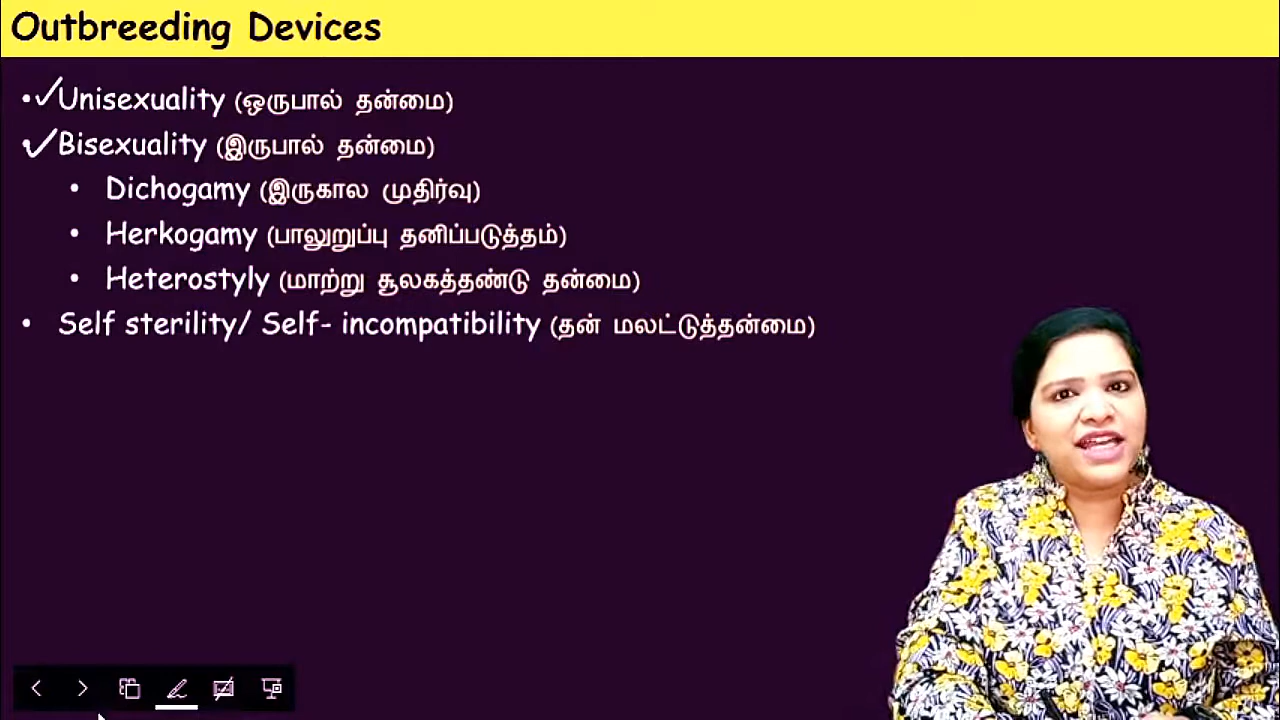 Outbreeding Devices
• Unisexuality (ஒருபால் தன்மை)
• Bisexuality (இருபால் தன்மை)
• Dichogamy (இருகால முதிர்வு)
• Herkogamy (பாலுறுப்பு தனிப்படுத்தம்)
• Heterostyly (மாற்று சூலகத்தண்டு தன்மை)
• Self sterility/ Self- incompatibility (தன் மலட்டுத்தன்மை)